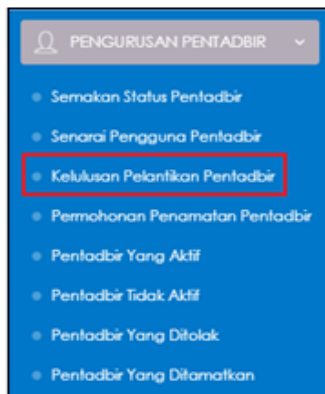 PENGURUSAN PENTADBIR
Semakan Status Pentadbir
Senarai Pengguna Pentadbir
Kelulusan Pelantikan Pentadbir
Permohonan Penamatan Pentadbir
Pentadbir Yang Aktif
Pentadbir Tidak Aktif
Pentadbir Yang Ditolak
Pentadbir Yang Ditamatkan